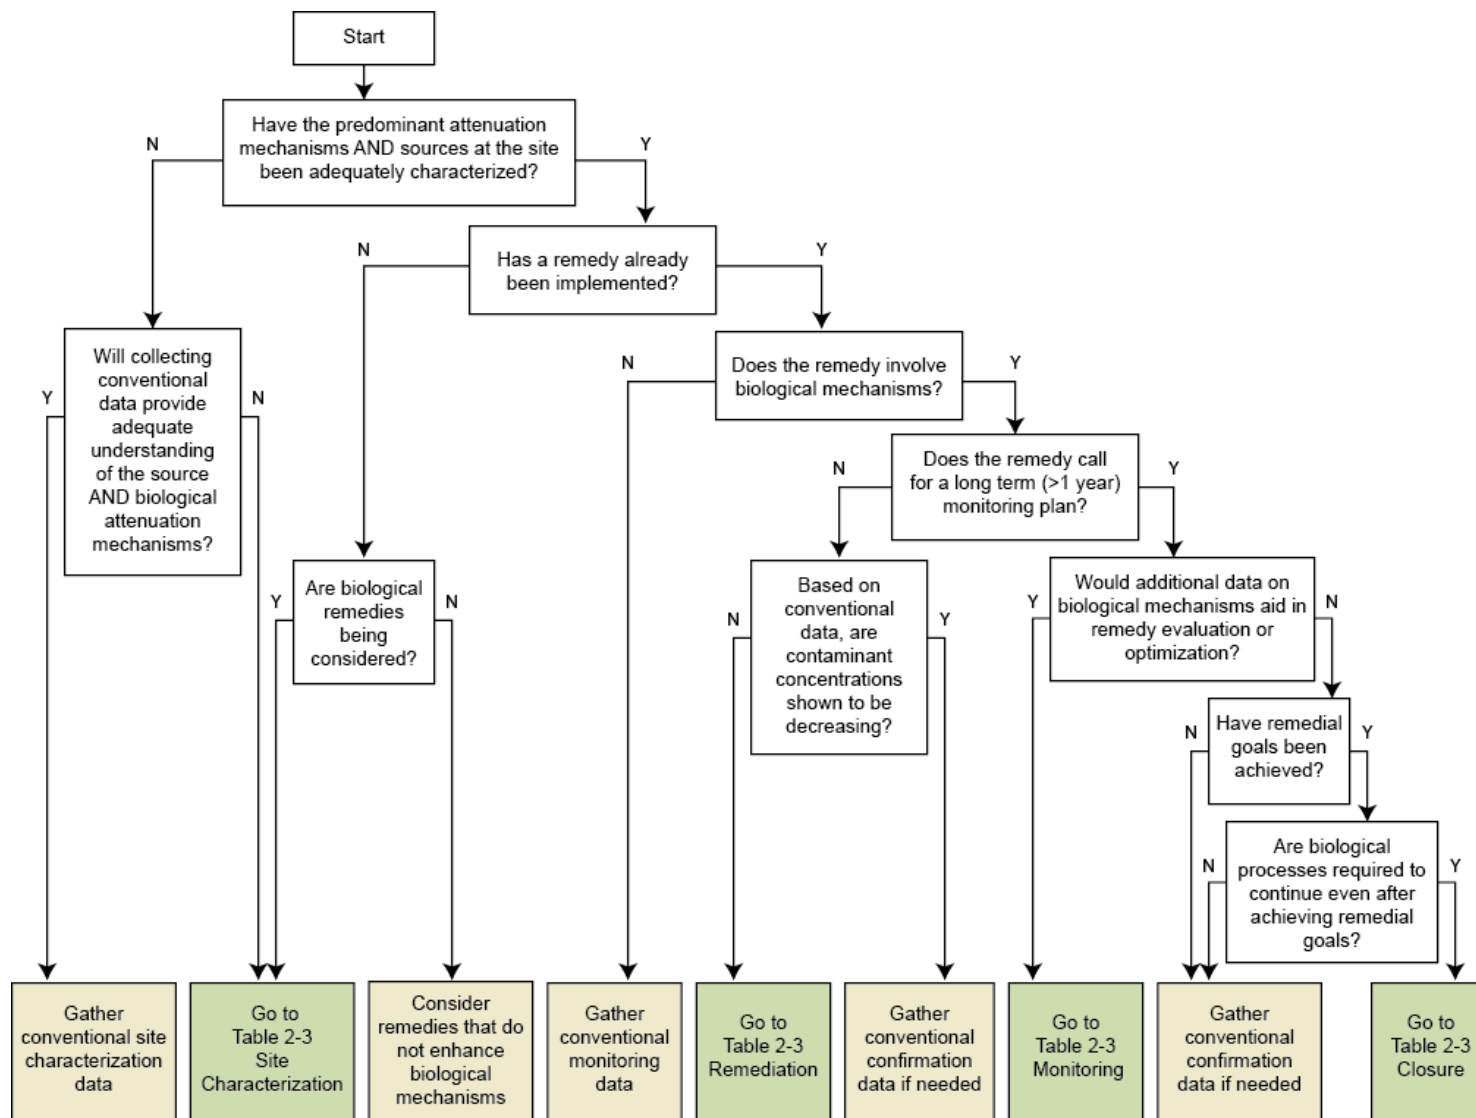 Start
Have the predominant attenuation
mechanisms AND sources at the site
been adequately characterized?
N
Y
Has a remedy already
been implemented?
N
Y
Will collecting
conventional
data provide
adequate
understanding
of the source
AND biological
attenuation
mechanisms?
Y
N
Does the remedy involve
biological mechanisms?
N
Y
Does the remedy call
for a long term (>1 year)
monitoring plan?
N
Y
Are biological
remedies
being
considered?
Y
N
Based on
conventional
data, are
contaminant
concentrations
shown to be
decreasing?
N
Y
Would additional data on
biological mechanisms aid in
remedy evaluation or
optimization?
Y
N
Have remedial
goals been
achieved?
N
Y
Are biological
processes required to
continue even after
achieving remedial
goals?
N
Y
Gather
conventional site
characterization
data
Go to
Table 2-3
Site
Characterization
Consider
remedies that do
not enhance
biological
mechanisms
Gather
conventional
monitoring
data
Go to
Table 2-3
Remediation
Gather
conventional
confirmation
data if needed
Go to
Table 2-3
Monitoring
Gather
conventional
confirmation
data if needed
Go to
Table 2-3
Closure